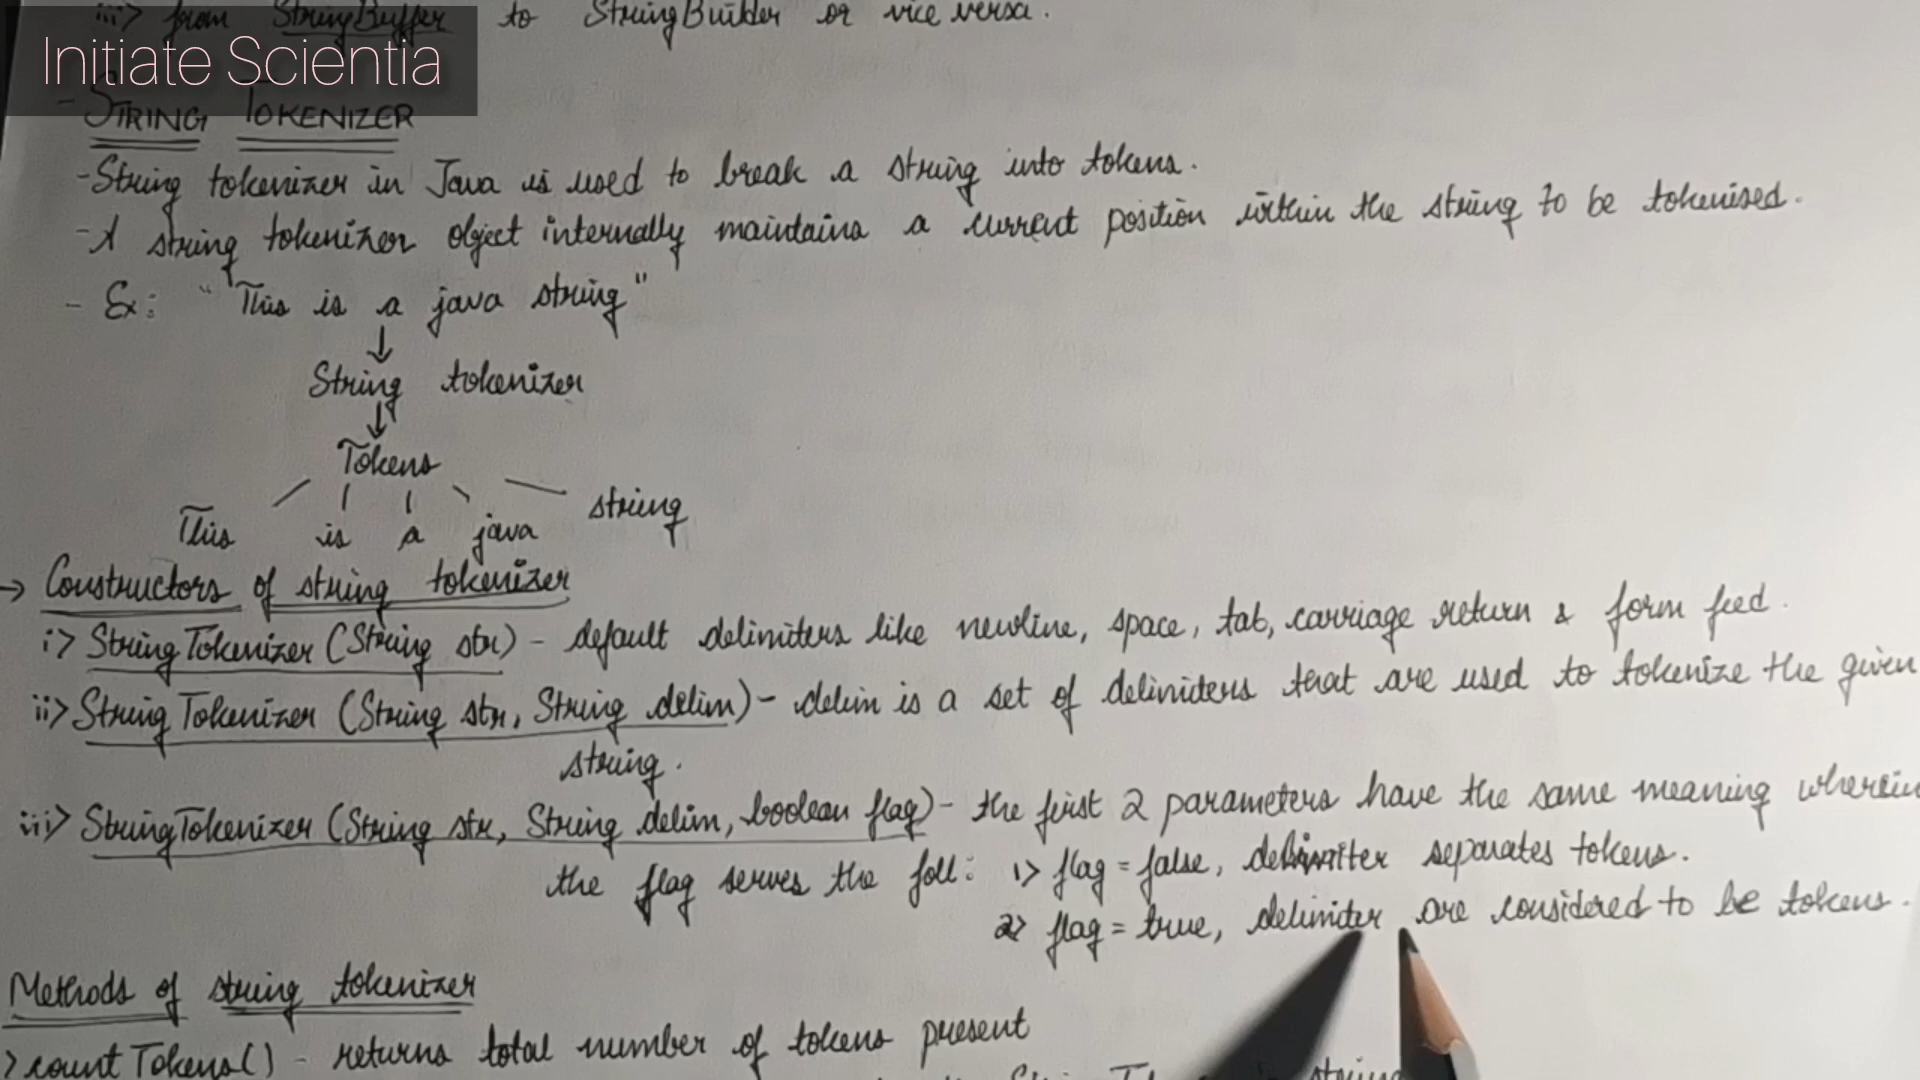 iii> from StringBuffer to StringBuilder or vice versa.
Initiate Scientia
- STRING TOKENIZER
- String tokenizer in Java is used to break a string into tokens.
- A string tokenizer object internally maintains a current position within the string to be tokenised.
- Ex: "This is a java string"
String tokenizer
Tokens
This is a java string
→ Constructors of string tokenizer
i> StringTokenizer (String str) - default delimiters like newline, space, tab, carriage return & form feed.
ii> StringTokenizer (String str, String delim) - delim is a set of delimiters that are used to tokenize the given
string.
iii> StringTokenizer (String str, String delim, boolean flag) - the first 2 parameters have the same meaning wherein
the flag serves the foll: 1> flag = false, delimiter separates tokens.
2> flag = true, delimiter are considered to be tokens.
Methods of string tokenizer
> countTokens() - returns total number of tokens present
string